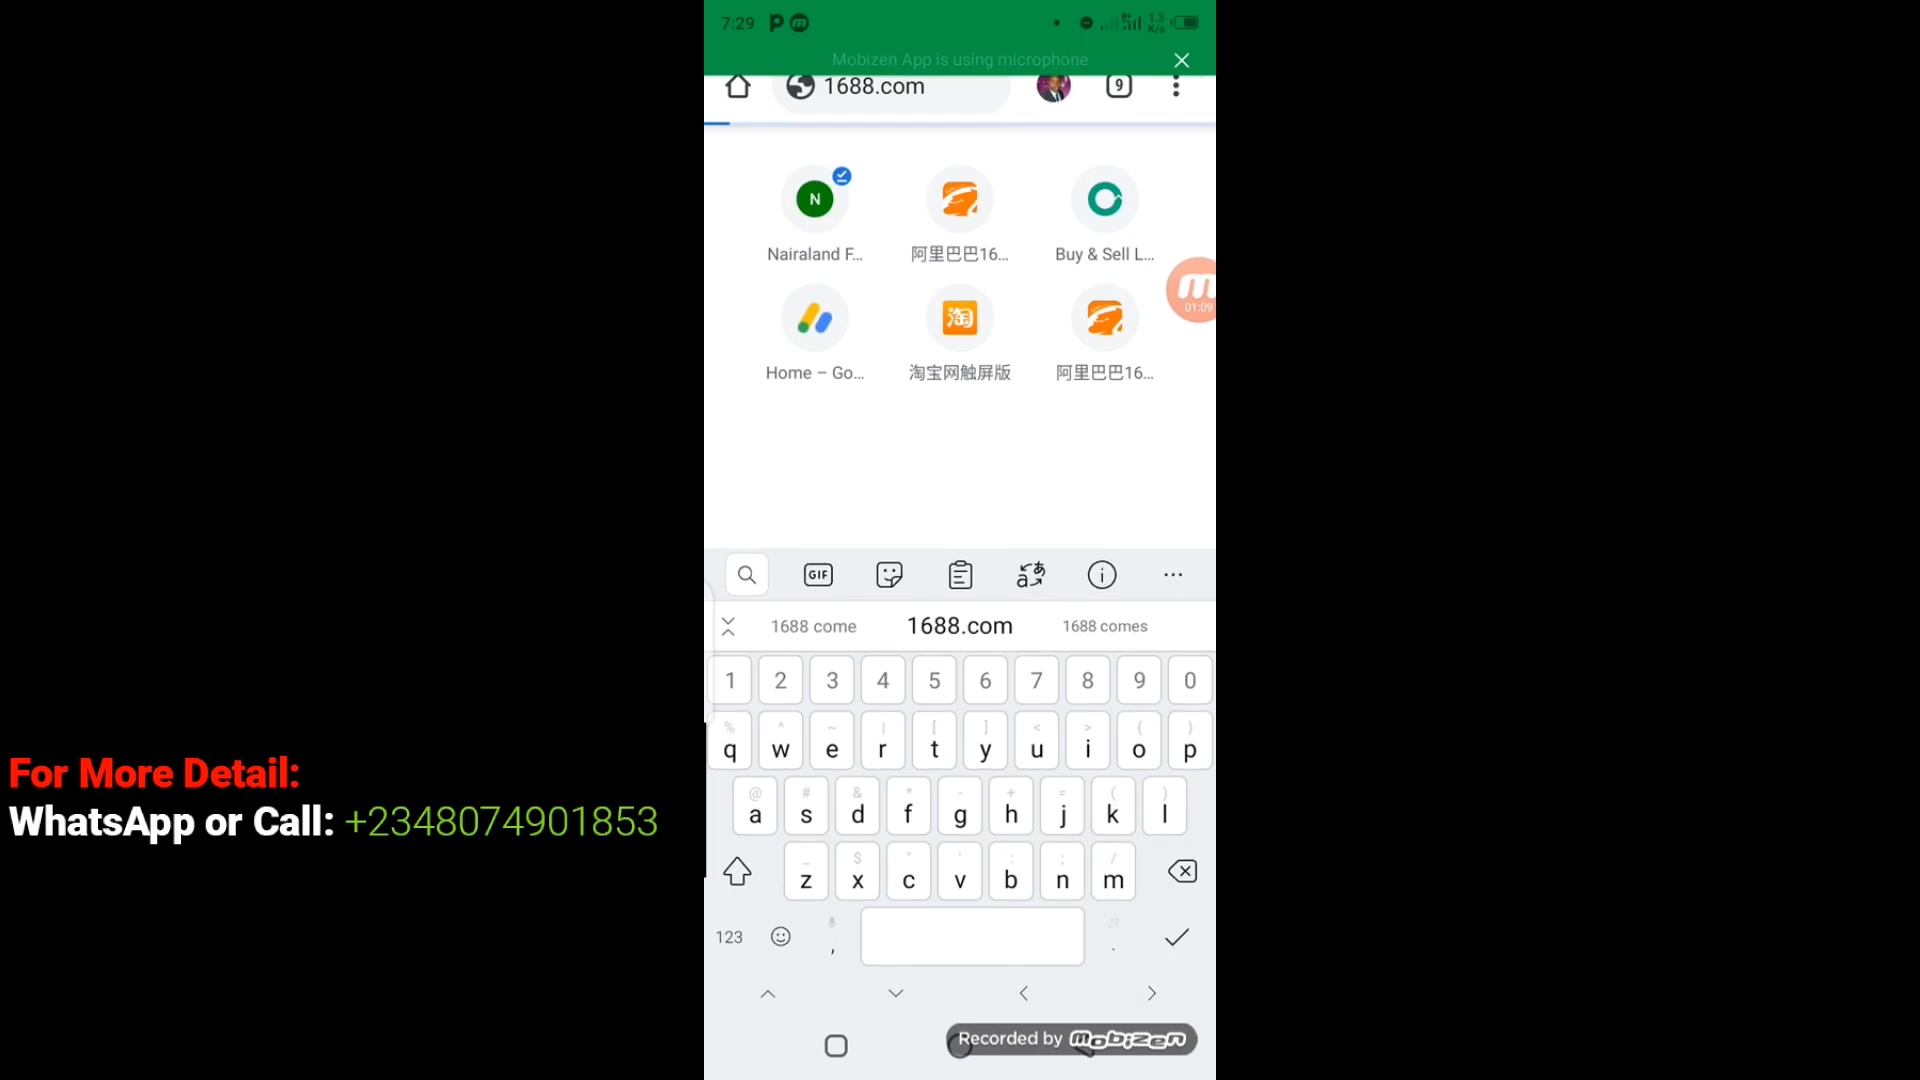 7:29
1.3
K/s
Mobizen App is using microphone
1688.com
9
N
Nairaland F...
阿里巴巴16...
Buy & Sell L...
01:09
淘
Home – Go...
淘宝网触屏版
阿里巴巴16...
GIF
1688 come
1688.com
1688 comes
1 2 3 4 5 6 7 8 9 0
% ^ ~ | [ ] < > { }
q w e r t y u i o p
@ # & * - + = ( )
a s d f g h j k l
For More Detail:
WhatsApp or Call: +2348074901853
_ $ " ' : ; /
z x c v b n m
123 , .
Recorded by mobizen